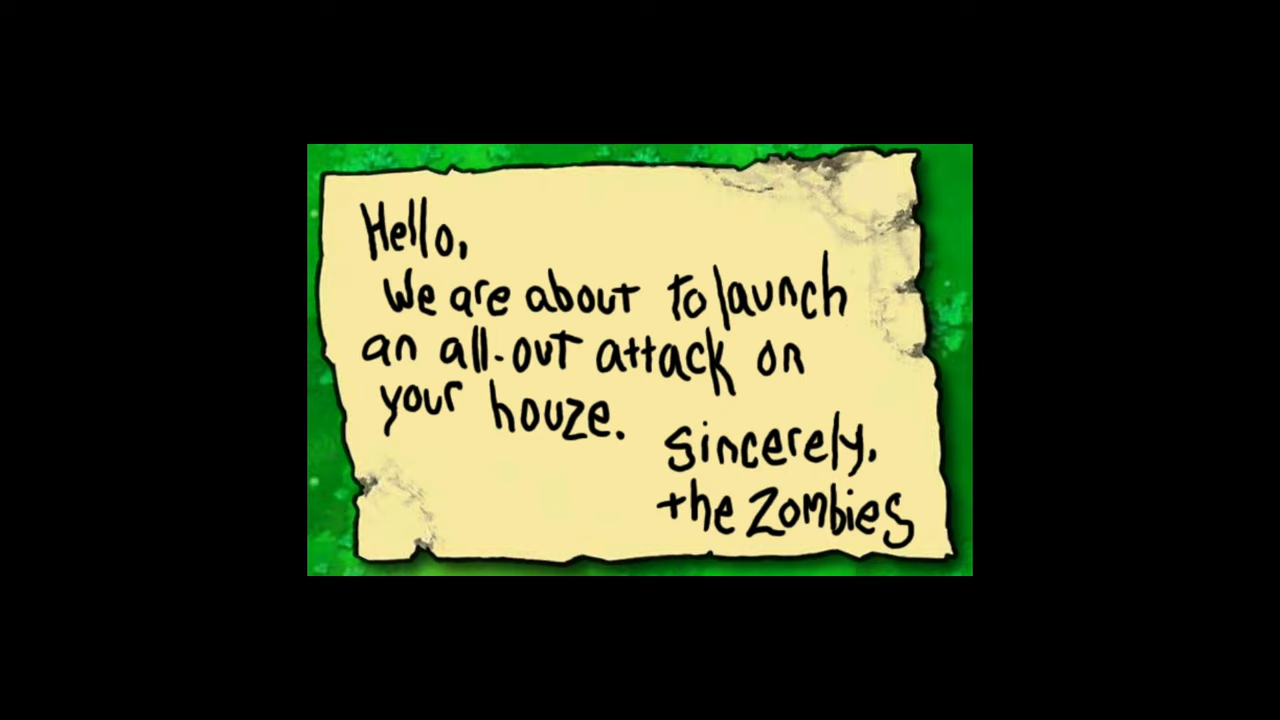 Hello,
We are about to launch
an all-out attack on
your houze.
Sincerely,
the Zombies